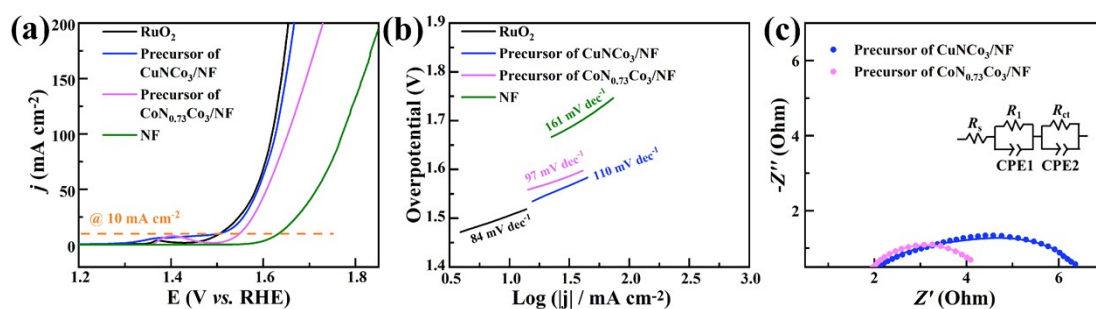 (a)
200
150
100
50
0
j (mA cm⁻²)
RuO₂
Precursor of
CuNCo₃/NF
Precursor of
CoN₀.₇₃Co₃/NF
NF
@ 10 mA cm⁻²
1.2 1.4 1.6 1.8
E (V vs. RHE)
(b)
1.9
1.8
1.7
1.6
1.5
1.4
Overpotential (V)
RuO₂
Precursor of CuNCo₃/NF
Precursor of CoN₀.₇₃Co₃/NF
NF
161 mV dec⁻¹
97 mV dec⁻¹
110 mV dec⁻¹
84 mV dec⁻¹
0.5 1.0 1.5 2.0 2.5 3.0
Log (|j| / mA cm-2)
(c)
6
4
2
-Z'' (Ohm)
Precursor of CuNCo₃/NF
Precursor of CoN₀.₇₃Co₃/NF
Rs R1 Rct
CPE1 CPE2
2 4 6
Z' (Ohm)